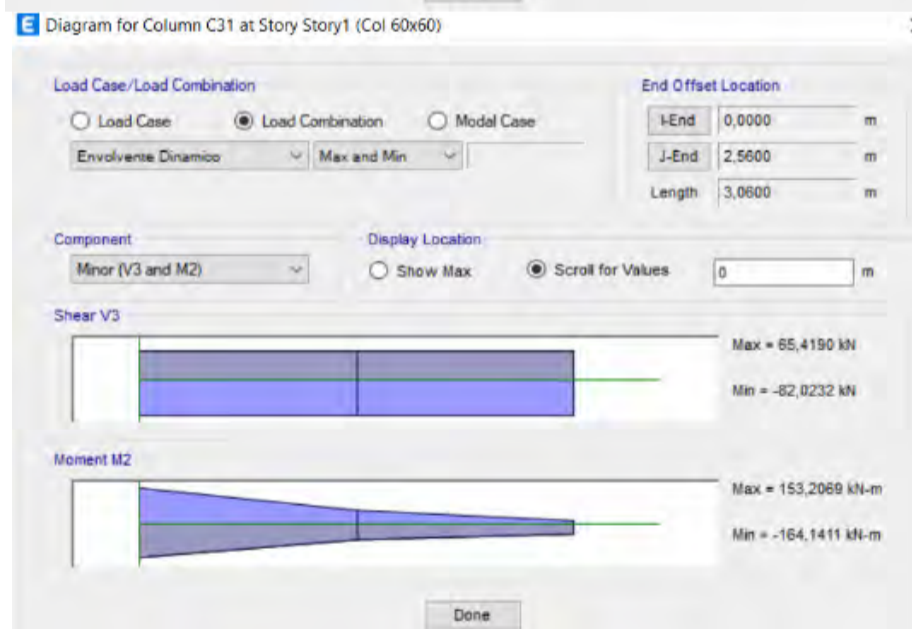 E Diagram for Column C31 at Story Story1 (Col 60x60)
Load Case/Load Combination
Load Case Load Combination Modal Case
Envolvente Dinamico Max and Min
End Offset Location
I-End 0,0000 m
J-End 2,5600 m
Length 3,0600 m
Component
Minor (V3 and M2)
Display Location
Show Max Scroll for Values 0 m
Shear V3
Max = 65,4190 kN
Min = -82,0232 kN
Moment M2
Max = 153,2069 kN-m
Min = -164,1411 kN-m
Done